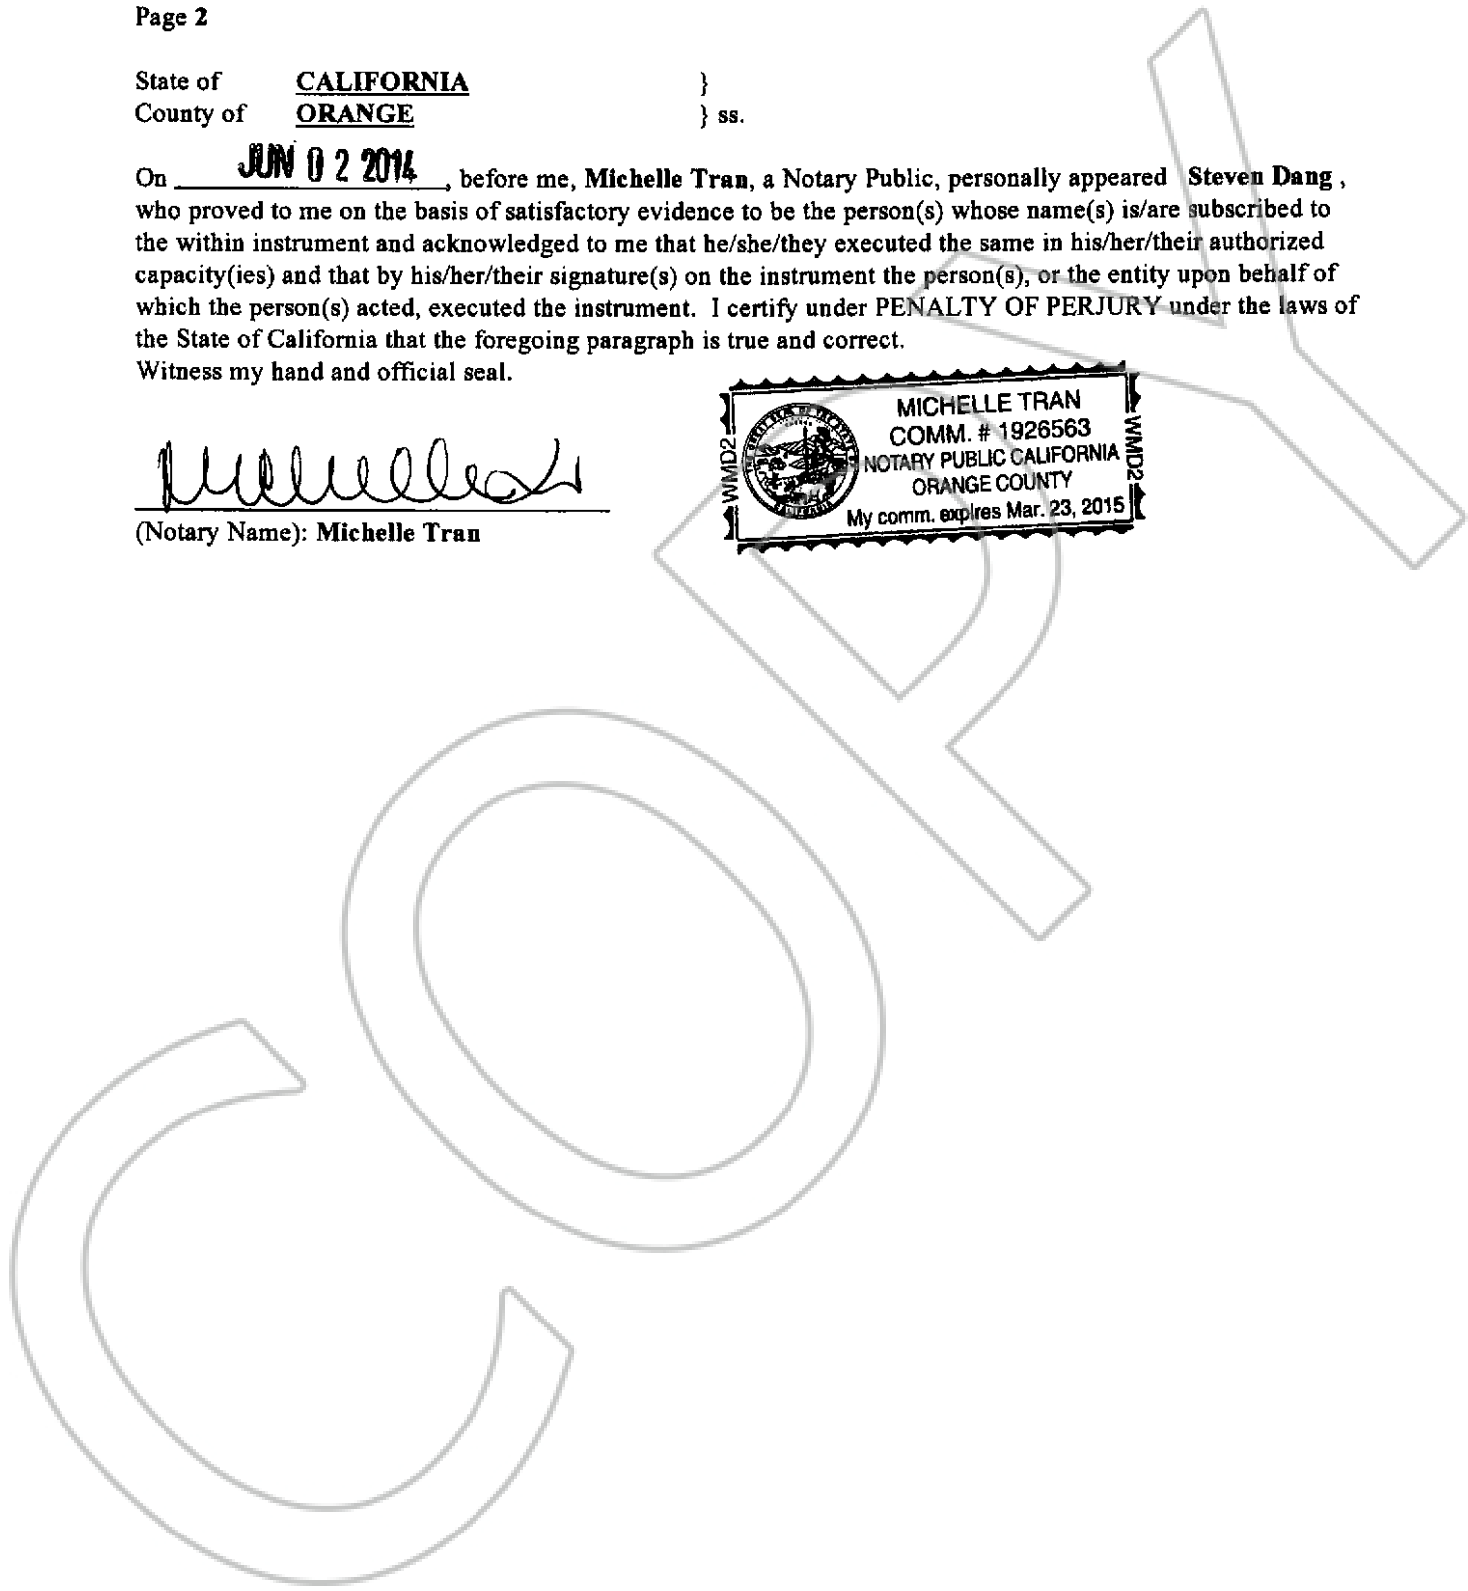 Page 2
State of CALIFORNIA }
County of ORANGE } ss.
On JUN 02 2014, before me, Michelle Tran, a Notary Public, personally appeared Steven Dang ,
who proved to me on the basis of satisfactory evidence to be the person(s) whose name(s) is/are subscribed to
the within instrument and acknowledged to me that he/she/they executed the same in his/her/their authorized
capacity(ies) and that by his/her/their signature(s) on the instrument the person(s), or the entity upon behalf of
which the person(s) acted, executed the instrument. I certify under PENALTY OF PERJURY under the laws of
the State of California that the foregoing paragraph is true and correct.
Witness my hand and official seal.
(Notary Name): Michelle Tran
WMD2
MICHELLE TRAN
COMM. # 1926563
NOTARY PUBLIC CALIFORNIA
ORANGE COUNTY
My comm. expires Mar. 23, 2015
WMD2
COPY